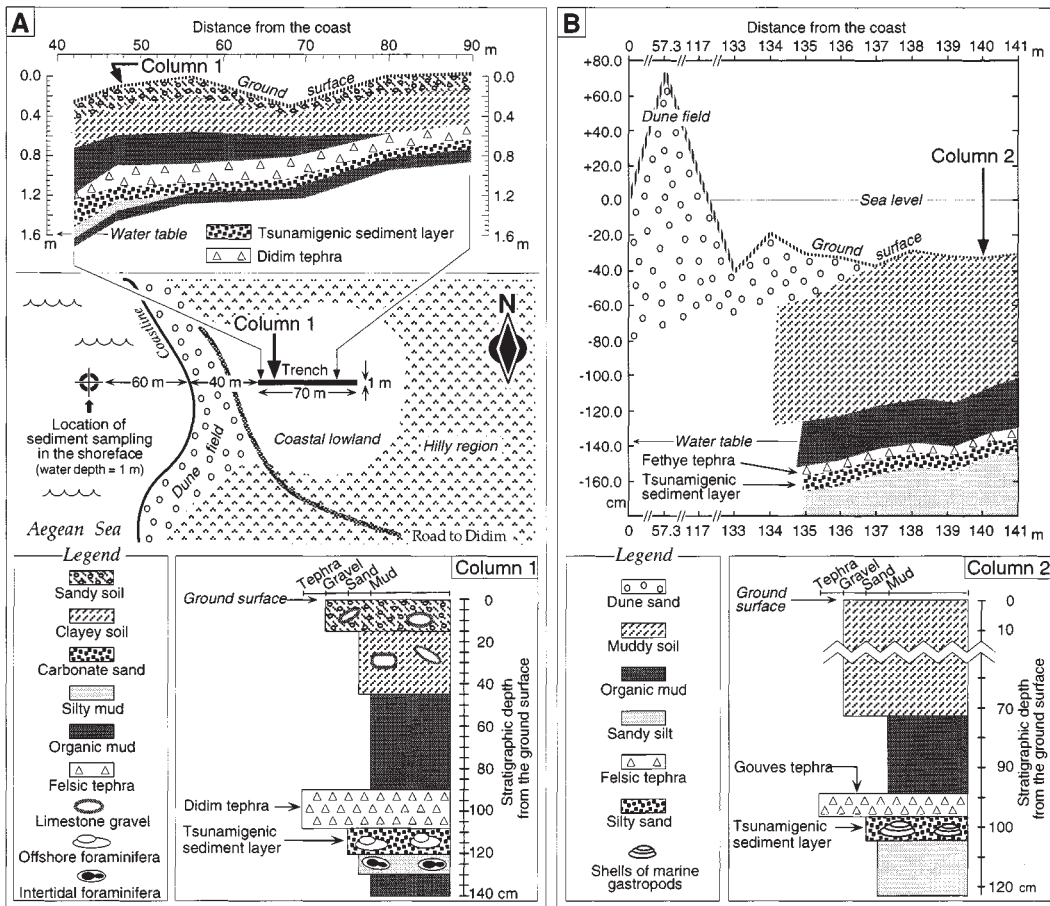 A
Distance from the coast
40 50 60 70 80 90 m
Column 1
Ground surface
0.0
0.4
0.8
1.2
1.6
m
0.0
0.4
0.8
1.2
1.6
m
Water table
Tsunamigenic sediment layer
Didim tephra
Coastline
Column 1
N
Trench
60 m
40 m
70 m
1 m
Location of
sediment sampling
in the shoreface
(water depth = 1 m)
Dune field
Coastal lowland
Hilly region
Aegean Sea
Road to Didim
Legend
Sandy soil
Clayey soil
Carbonate sand
Silty mud
Organic mud
Felsic tephra
Limestone gravel
Offshore foraminifera
Intertidal foraminifera
Column 1
Tephra
Gravel
Sand
Mud
Ground surface
0
20
40
60
80
100
120
140 cm
Stratigraphic depth
from the ground surface
Didim tephra
Tsunamigenic
sediment layer
B
Distance from the coast
0 57.3 117 133 134 135 136 137 138 139 140 141
m
+80.0
+60.0
+40.0
+20.0
0.0
-20.0
-40.0
-60.0
-80.0
-100.0
-120.0
-140.0
-160.0
cm
Dune field
Column 2
Sea level
Ground surface
Water table
Fethye tephra
Tsunamigenic
sediment layer
0 57.3 117 133 134 135 136 137 138 139 140 141
m
Legend
Dune sand
Muddy soil
Organic mud
Sandy silt
Felsic tephra
Silty sand
Shells of marine
gastropods
Column 2
Tephra
Gravel
Sand
Mud
Ground
surface
0
10
70
80
90
100
120 cm
Stratigraphic depth
from the ground surface
Gouves tephra
Tsunamigenic
sediment layer